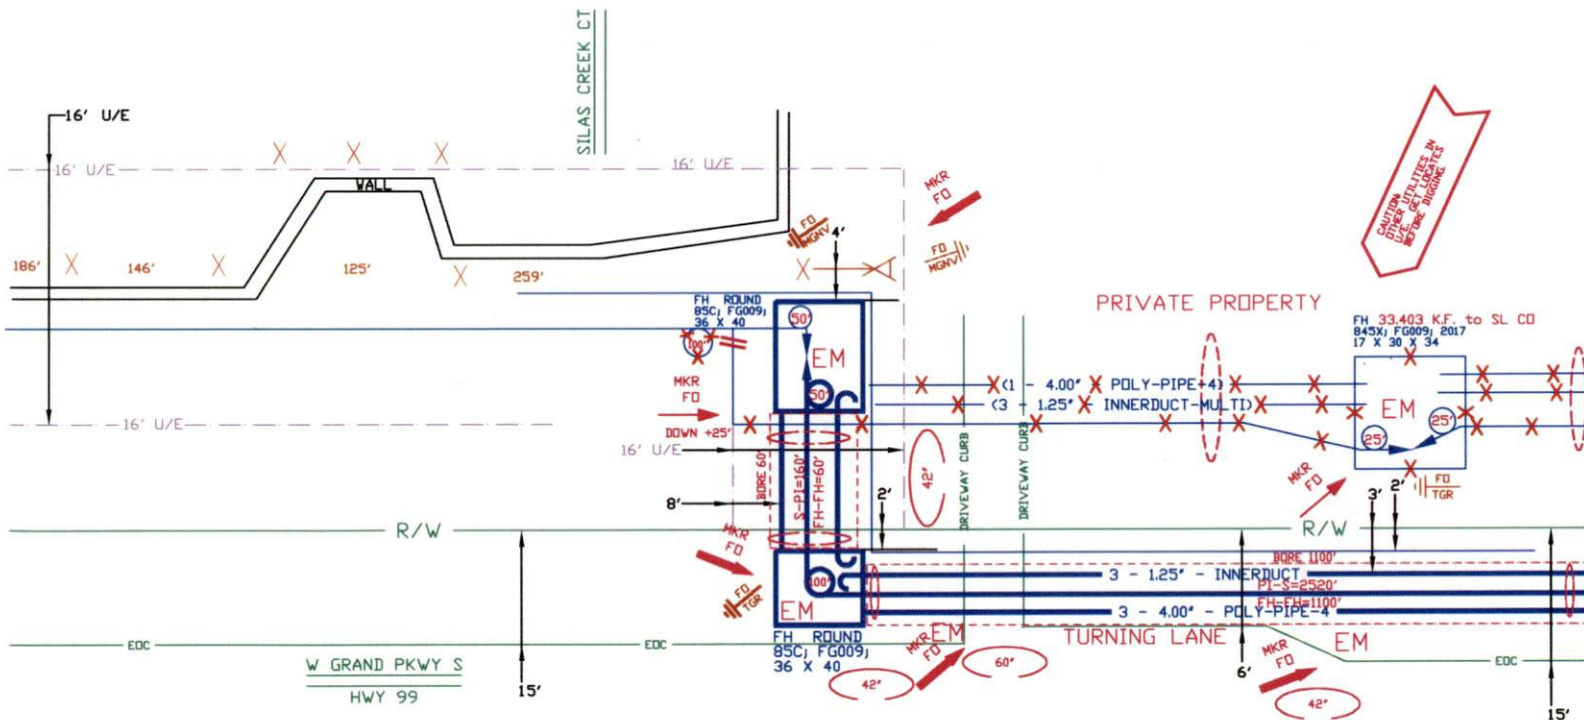 SILAS CREEK CT
16' U/E
16' U/E
16' U/E
WALL
MKR
FO
FO
MGNV
4'
FO
MGNV
CAUTION:
OTHER UTILITIES IN
U/E. GET LOCATES
BEFORE DIGGING.
186'
146'
125'
259'
FH ROUND
85C; FG009;
36 X 40
50'
EM
100'
50'
PRIVATE PROPERTY
FH 33.403 K.F. to SL CO
845X; FG009; 2017
17 X 30 X 34
(1 - 4.00" - POLY-PIPE-4)
(3 - 1.25" - INNERDUCT-MULTI)
EM
25'
25'
MKR
FO
DOWN +25'
16' U/E
16' U/E
BORE 60'
S-PI=160'
FH-FH=60'
42"
DRIVEWAY CURB
DRIVEWAY CURB
MKR
FO
FO
TGR
8'
2'
3'
2'
R/W
R/W
MKR
FO
FO
TGR
100'
EM
BORE 1100'
3 - 1.25" - INNERDUCT
PI-S=2520'
FH-FH=1100'
3 - 4.00" - POLY-PIPE-4
FH ROUND
85C; FG009;
36 X 40
EOC
EOC
MKR
FO
EM
TURNING LANE
EM
MKR
FO
EOC
W GRAND PKWY S
HWY 99
15'
42"
60"
6'
42"
15'